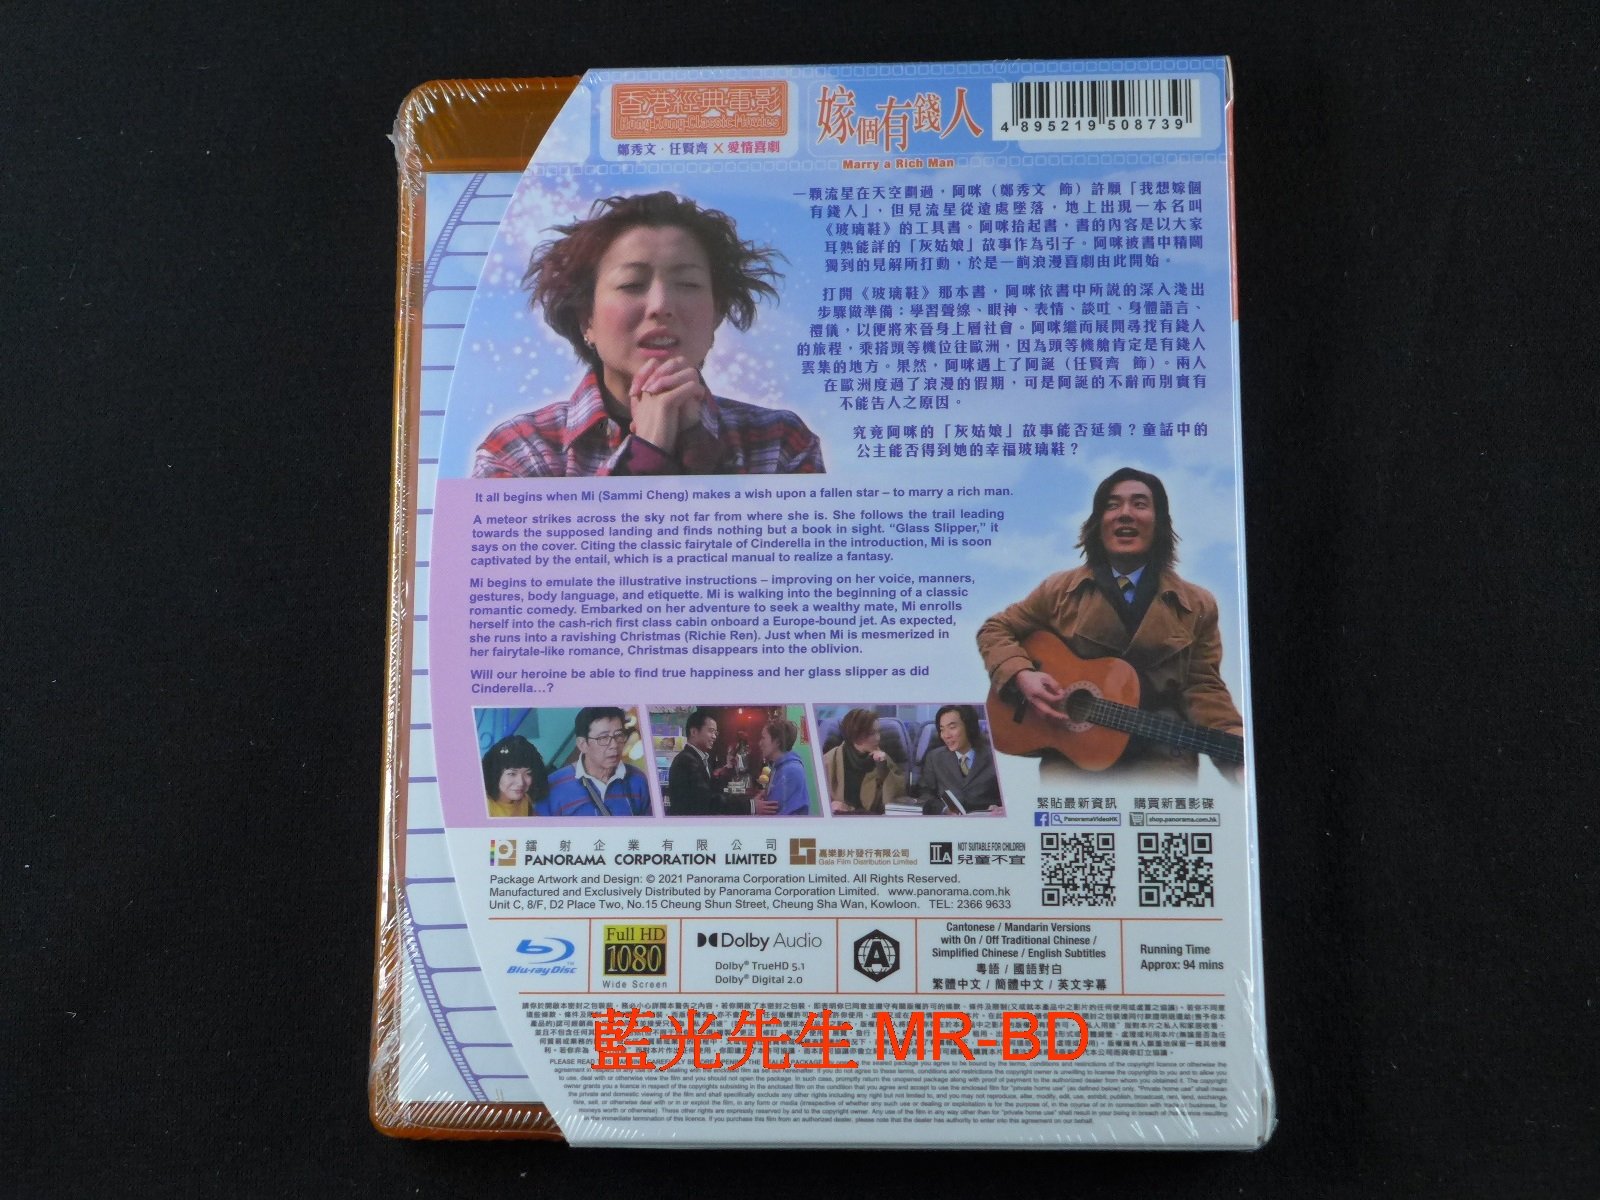 香港經典電影
Hong Kong Classic Movies
鄭秀文．任賢齊 × 愛情喜劇
嫁個有錢人
Marry a Rich Man
4 895219 508739
一顆流星在天空劃過，阿咪（鄭秀文 飾）許願「我想嫁個
有錢人」，但見流星從遠處墜落，地上出現一本名叫
《玻璃鞋》的工具書。阿咪拾起書，書的內容是以大家
耳熟能詳的「灰姑娘」故事作為引子。阿咪被書中精闢
獨到的見解所打動，於是一齣浪漫喜劇由此開始。
打開《玻璃鞋》那本書，阿咪依書中所說的深入淺出
步驟做準備：學習聲線、眼神、表情、談吐、身體語言、
禮儀，以便將來晉身上層社會。阿咪繼而展開尋找有錢人
的旅程，乘搭頭等機位往歐洲，因為頭等機艙肯定是有錢人
雲集的地方。果然，阿咪遇上了阿誕（任賢齊 飾）。兩人
在歐洲度過了浪漫的假期，可是阿誕的不辭而別實有
不能告人之原因。
究竟阿咪的「灰姑娘」故事能否延續？童話中的
公主能否得到她的幸福玻璃鞋？
It all begins when Mi (Sammi Cheng) makes a wish upon a fallen star – to marry a rich man.
A meteor strikes across the sky not far from where she is. She follows the trail leading
towards the supposed landing and finds nothing but a book in sight. “Glass Slipper,” it
says on the cover. Citing the classic fairytale of Cinderella in the introduction, Mi is soon
captivated by the entail, which is a practical manual to realize a fantasy.
Mi begins to emulate the illustrative instructions – improving on her voice, manners,
gestures, body language, and etiquette. Mi is walking into the beginning of a classic
romantic comedy. Embarked on her adventure to seek a wealthy mate, Mi enrolls
herself into the cash-rich first class cabin onboard a Europe-bound jet. As expected,
she runs into a ravishing Christmas (Richie Ren). Just when Mi is mesmerized in
her fairytale-like romance, Christmas disappears into the oblivion.
Will our heroine be able to find true happiness and her glass slipper as did
Cinderella…?
緊貼最新資訊
PanoramaVideoHK
購買新舊影碟
shop.panorama.com.hk
鐳射企業有限公司
PANORAMA CORPORATION LIMITED
嘉樂影片發行有限公司
Gala Film Distribution Limited
IIA
NOT SUITABLE FOR CHILDREN
兒童不宜
Package Artwork and Design: © 2021 Panorama Corporation Limited. All Rights Reserved.
Manufactured and Exclusively Distributed by Panorama Corporation Limited. www.panorama.com.hk
Unit C, 8/F, D2 Place Two, No.15 Cheung Shun Street, Cheung Sha Wan, Kowloon. TEL: 2366 9633
Blu-ray Disc
Full HD
1080
Wide Screen
Dolby Audio
Dolby® TrueHD 5.1
Dolby® Digital 2.0
A
Cantonese / Mandarin Versions
with On / Off Traditional Chinese /
Simplified Chinese / English Subtitles
粵語 / 國語對白
繁體中文 / 簡體中文 / 英文字幕
Running Time
Approx: 94 mins
藍光先生 MR-BD